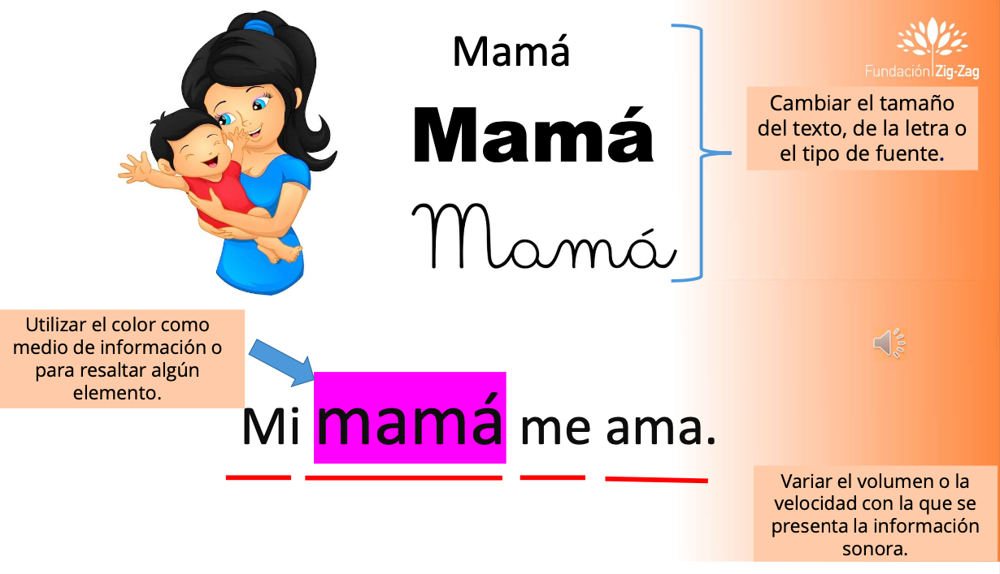 Mamá
Mamá
Mamá
Fundación Zig-Zag
Cambiar el tamaño
del texto, de la letra o
el tipo de fuente.
Utilizar el color como
medio de información o
para resaltar algún
elemento.
Mi mamá me ama.
Variar el volumen o la
velocidad con la que se
presenta la información
sonora.